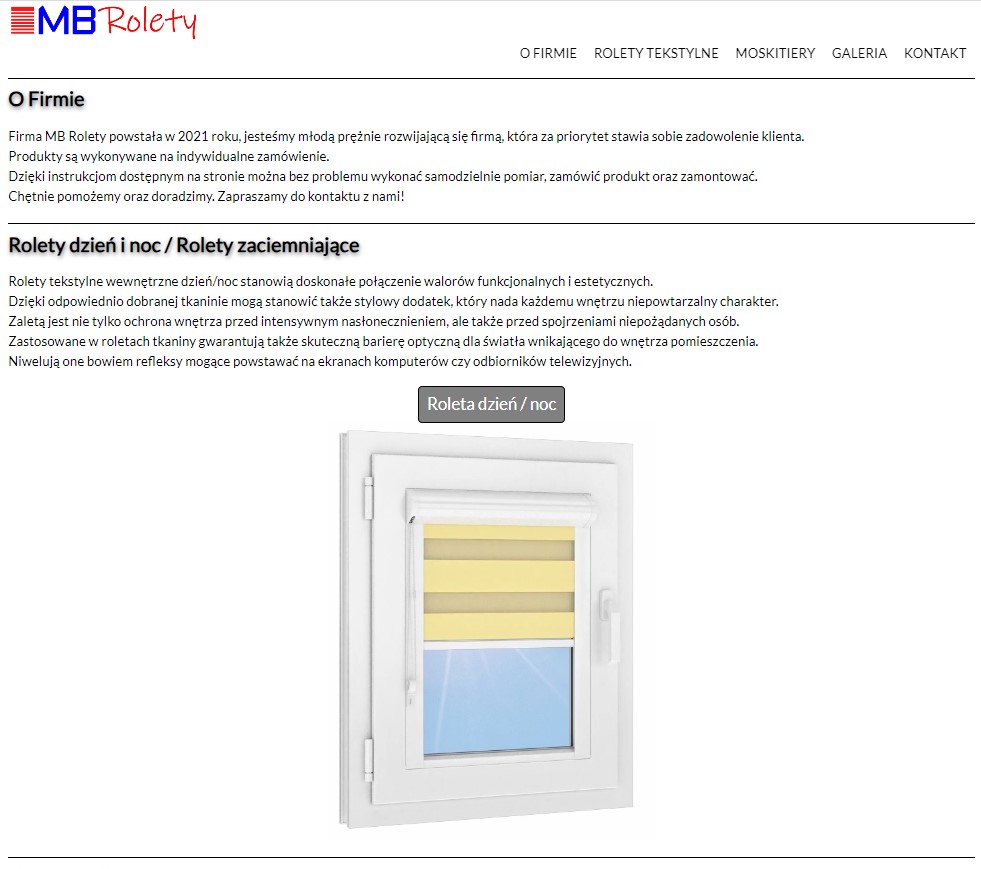 MB Rolety
O FIRMIE ROLETY TEKSTYLNE MOSKITIERY GALERIA KONTAKT
O Firmie
Firma MB Rolety powstała w 2021 roku, jesteśmy młodą prężnie rozwijającą się firmą, która za priorytet stawia sobie zadowolenie klienta.
Produkty są wykonywane na indywidualne zamówienie.
Dzięki instrukcjom dostępnym na stronie można bez problemu wykonać samodzielnie pomiar, zamówić produkt oraz zamontować.
Chętnie pomożemy oraz doradzimy. Zapraszamy do kontaktu z nami!
Rolety dzień i noc / Rolety zaciemniające
Rolety tekstylne wewnętrzne dzień/noc stanowią doskonałe połączenie walorów funkcjonalnych i estetycznych.
Dzięki odpowiednio dobranej tkaninie mogą stanowić także stylowy dodatek, który nada każdemu wnętrzu niepowtarzalny charakter.
Zaletą jest nie tylko ochrona wnętrza przed intensywnym nasłonecznieniem, ale także przed spojrzeniami niepożądanych osób.
Zastosowane w roletach tkaniny gwarantują także skuteczną barierę optyczną dla światła wnikającego do wnętrza pomieszczenia.
Niwelują one bowiem refleksy mogące powstawać na ekranach komputerów czy odbiorników telewizyjnych.
Roleta dzień / noc